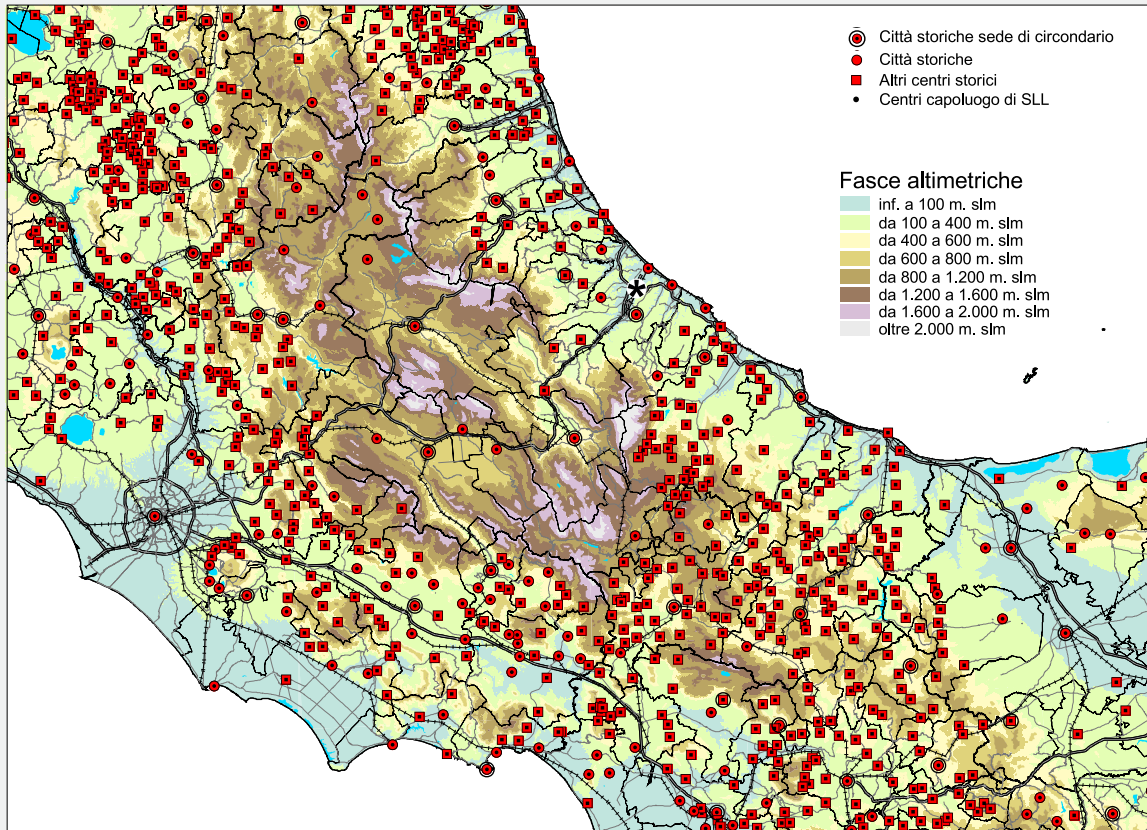 Città storiche sede di circondario
Città storiche
Altri centri storici
Centri capoluogo di SLL
Fasce altimetriche
inf. a 100 m. slm
da 100 a 400 m. slm
da 400 a 600 m. slm
da 600 a 800 m. slm
da 800 a 1.200 m. slm
da 1.200 a 1.600 m. slm
da 1.600 a 2.000 m. slm
oltre 2.000 m. slm